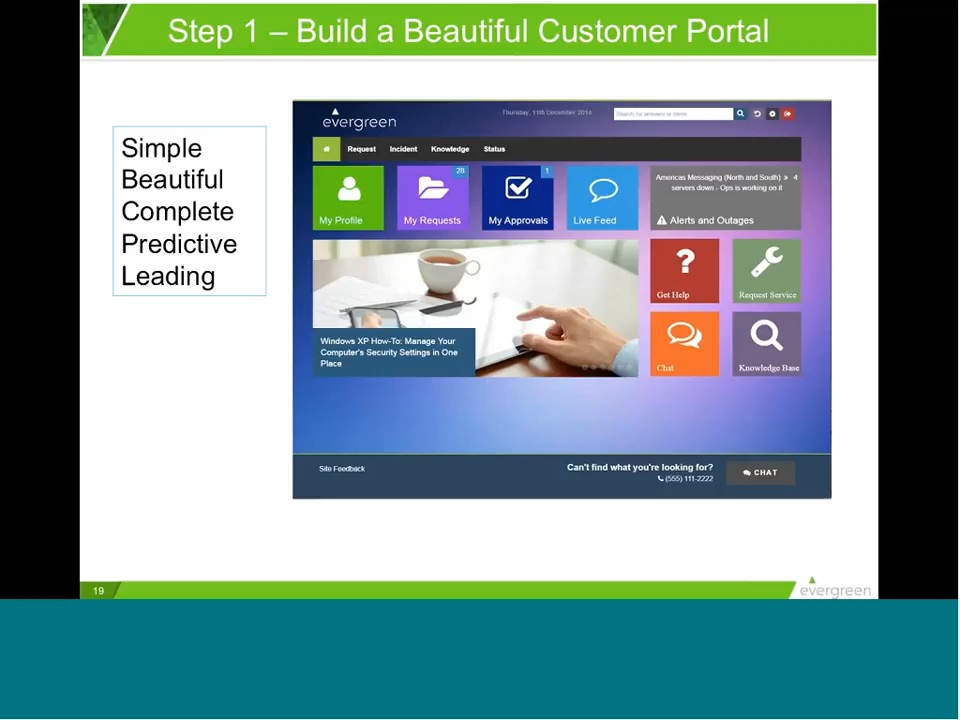 Step 1 – Build a Beautiful Customer Portal
Simple
Beautiful
Complete
Predictive
Leading
evergreen
Thursday, 11th December 2014
Search for answers or items
Request Incident Knowledge Status
28
1
My Profile
My Requests
My Approvals
Live Feed
Americas Messaging (North and South) » 4
servers down - Ops is working on it
Alerts and Outages
Get Help
Request Service
Windows XP How-To: Manage Your
Computer's Security Settings in One
Place
Chat
Knowledge Base
Site Feedback
Can't find what you're looking for?
(555) 111-2222
CHAT
19
evergreen